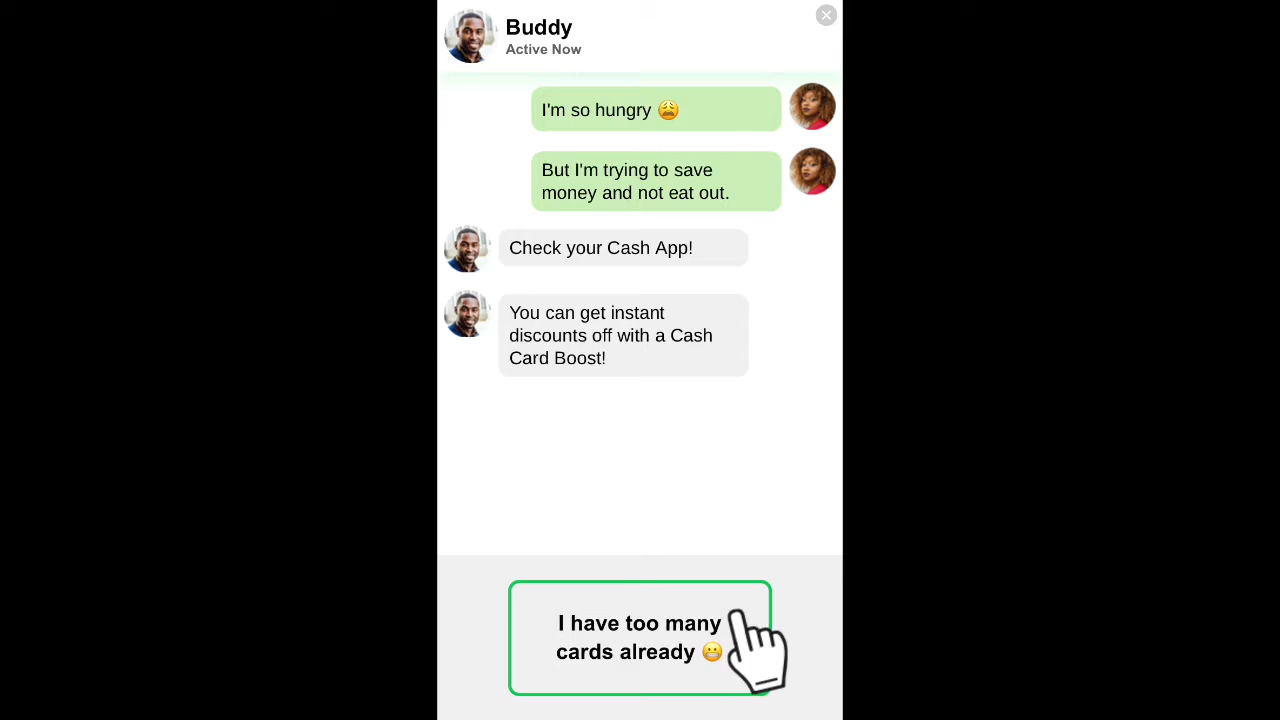 Buddy
Active Now
I'm so hungry 😩
But I'm trying to save
money and not eat out.
Check your Cash App!
You can get instant
discounts off with a Cash
Card Boost!
I have too many
cards already 😬